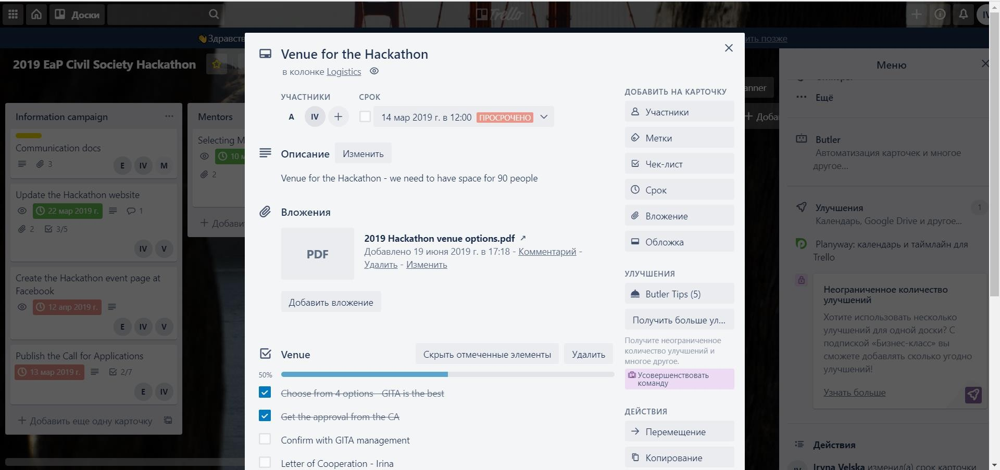 Доски
Trello
IV
👋Здравств
ить позже
2019 EaP Civil Society Hackathon
anner
Information campaign
Communication docs
3
E
IV
M
Update the Hackathon website
22 мар 2019 г.
1
2
3/5
IV
V
Create the Hackathon event page at
Facebook
12 апр 2019 г.
E
IV
V
Publish the Call for Applications
13 мар 2019 г.
2/7
E
IV
+ Добавить еще одну карточку
Mentors
Selecting M
10 м
2
+ Добави
Venue for the Hackathon
в колонке Logistics
УЧАСТНИКИ
СРОК
A
IV
+
14 мар 2019 г. в 12:00 ПРОСРОЧЕНО
Описание
Изменить
Venue for the Hackathon - we need to have space for 90 people
Вложения
PDF
2019 Hackathon venue options.pdf ↗
Добавлено 19 июня 2019 г. в 17:18 - Комментарий -
Удалить - Изменить
Добавить вложение
Venue
Скрыть отмеченные элементы
Удалить
50%
Choose from 4 options - GITA is the best
Get the approval from the CA
Confirm with GITA management
Letter of Cooperation - Irina
ДОБАВИТЬ НА КАРТОЧКУ
Участники
Метки
Чек-лист
Срок
Вложение
Обложка
УЛУЧШЕНИЯ
Butler Tips (5)
Получить больше ул...
Получите неограниченное
количество улучшений и
многое другое.
Усовершенствовать
команду
ДЕЙСТВИЯ
Перемещение
Копирование
+ Доба
Меню
Ещё
Butler
Автоматизация карточек и многое
другое...
Улучшения
1
Календарь, Google Drive и другое...
Planyway: календарь и таймлайн для
Trello
Неограниченное количество
улучшений
Хотите использовать несколько
улучшений для одной доски? С
подпиской «Бизнес-класс» вы
сможете добавлять сколько угодно
улучшений!
Узнать больше
Действия
Iryna Velska изменил(а) срок карточки